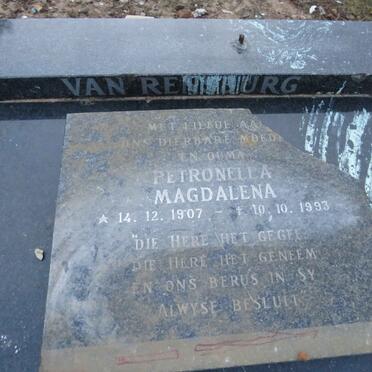 VAN RENSBURG
MET LIEFDE AAN
ONS DIERBARE MOEDER
EN OUMA
PETRONELLA
MAGDALENA
★ 14. 12. 1907 - † 10. 10. 1993
"DIE HERE HET GEGEE
DIE HERE HET GENEEM
EN ONS BERUS IN SY
ALWYSE BESLUIT"